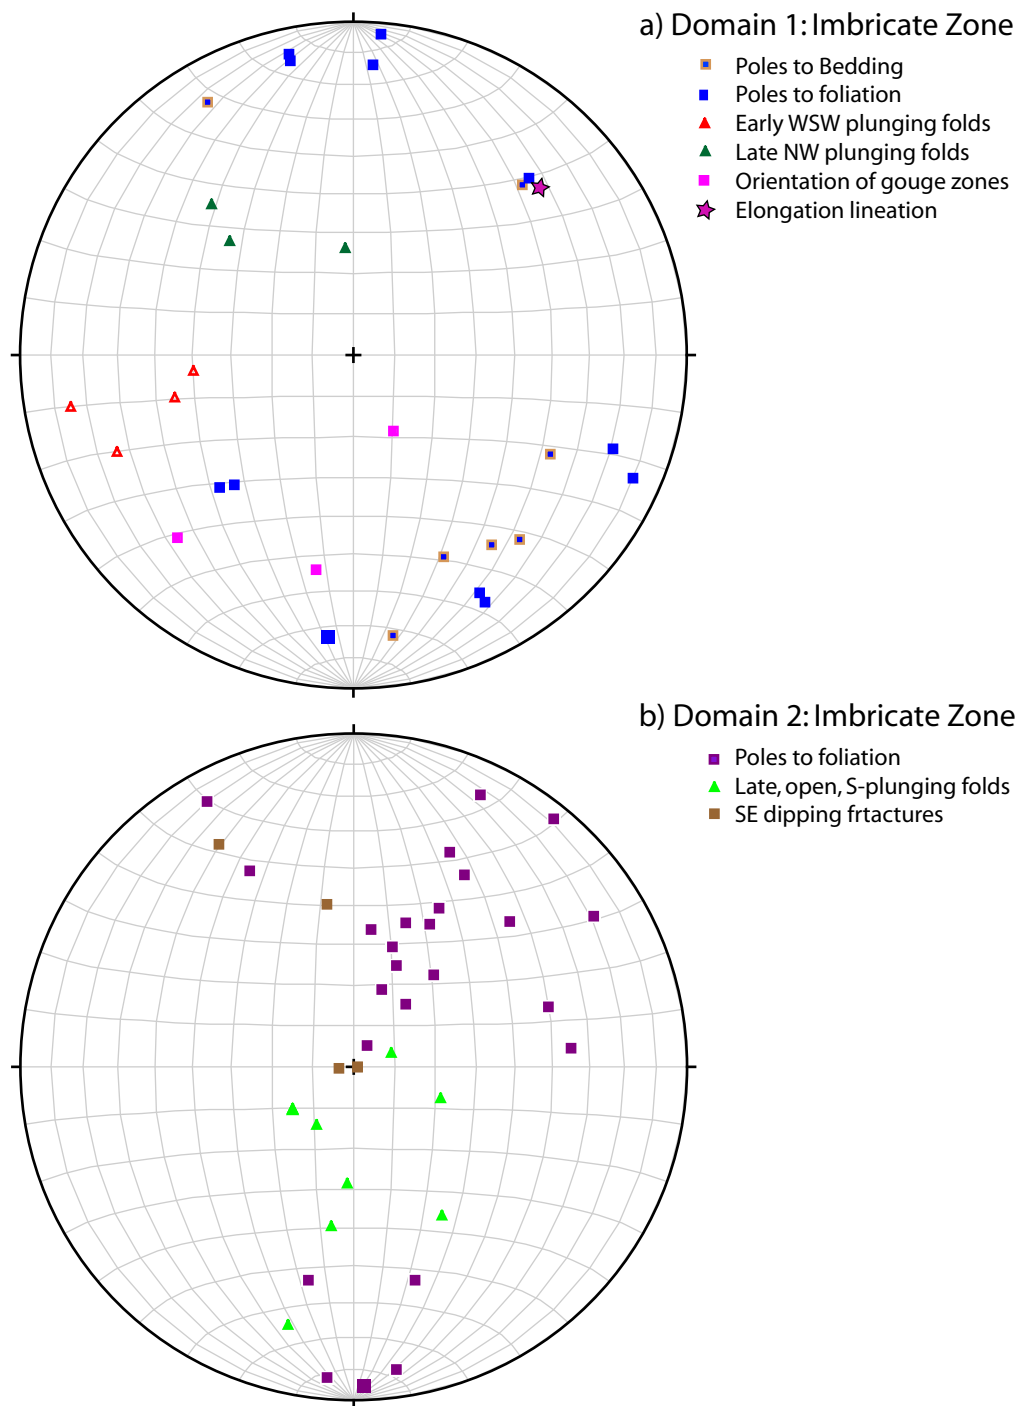 a) Domain 1: Imbricate Zone
Poles to Bedding
Poles to foliation
Early WSW plunging folds
Late NW plunging folds
Orientation of gouge zones
Elongation lineation
b) Domain 2: Imbricate Zone
Poles to foliation
Late, open, S-plunging folds
SE dipping frtactures